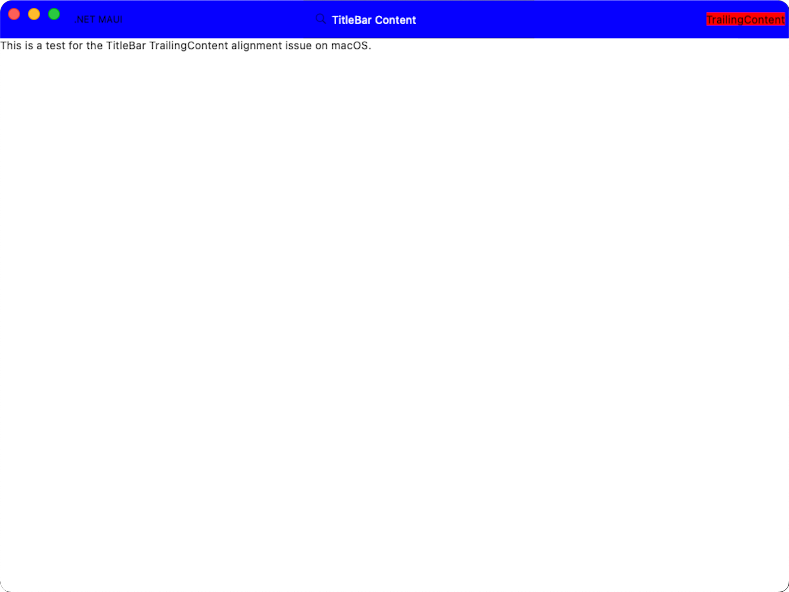 .NET MAUI
TitleBar Content
TrailingContent
This is a test for the TitleBar TrailingContent alignment issue on macOS.